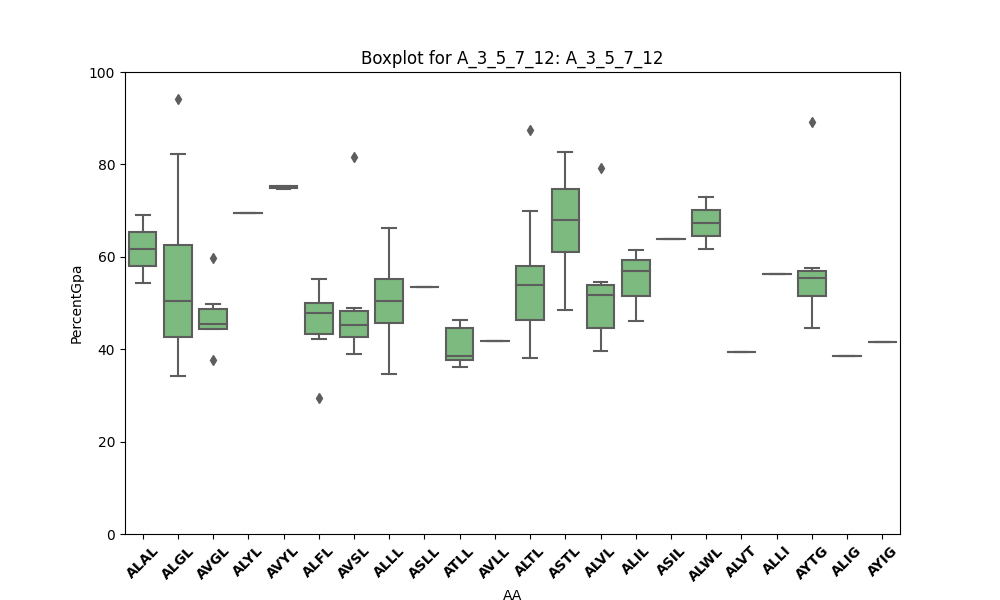 Boxplot for A_3_5_7_12: A_3_5_7_12
PercentGpa
100
80
60
40
20
0
ALAL ALGL AVGL ALYL AVYL ALFL AVSL ALLL ASLL ATLL AVLL ALTL ASTL ALVL ALIL ASIL ALWL ALVT ALLI AYTG ALIG AYIG
AA